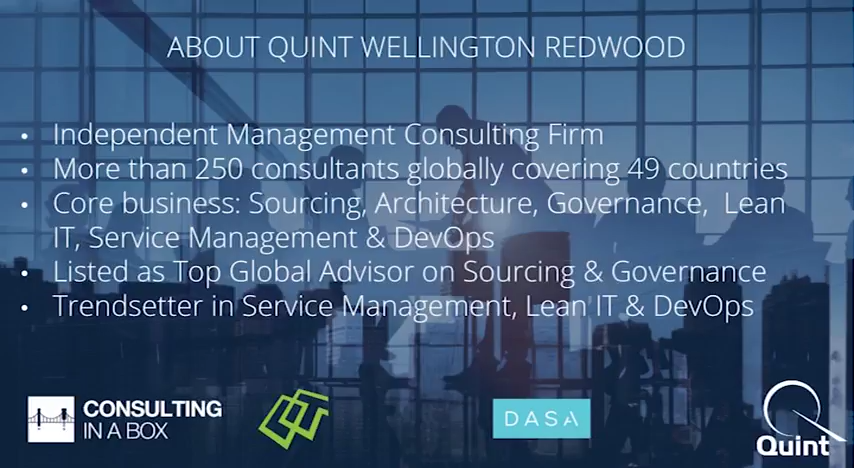 ABOUT QUINT WELLINGTON REDWOOD
• Independent Management Consulting Firm
• More than 250 consultants globally covering 49 countries
• Core business: Sourcing, Architecture, Governance, Lean
IT, Service Management & DevOps
• Listed as Top Global Advisor on Sourcing & Governance
• Trendsetter in Service Management, Lean IT & DevOps
CONSULTING
IN A BOX
DASA
Quint